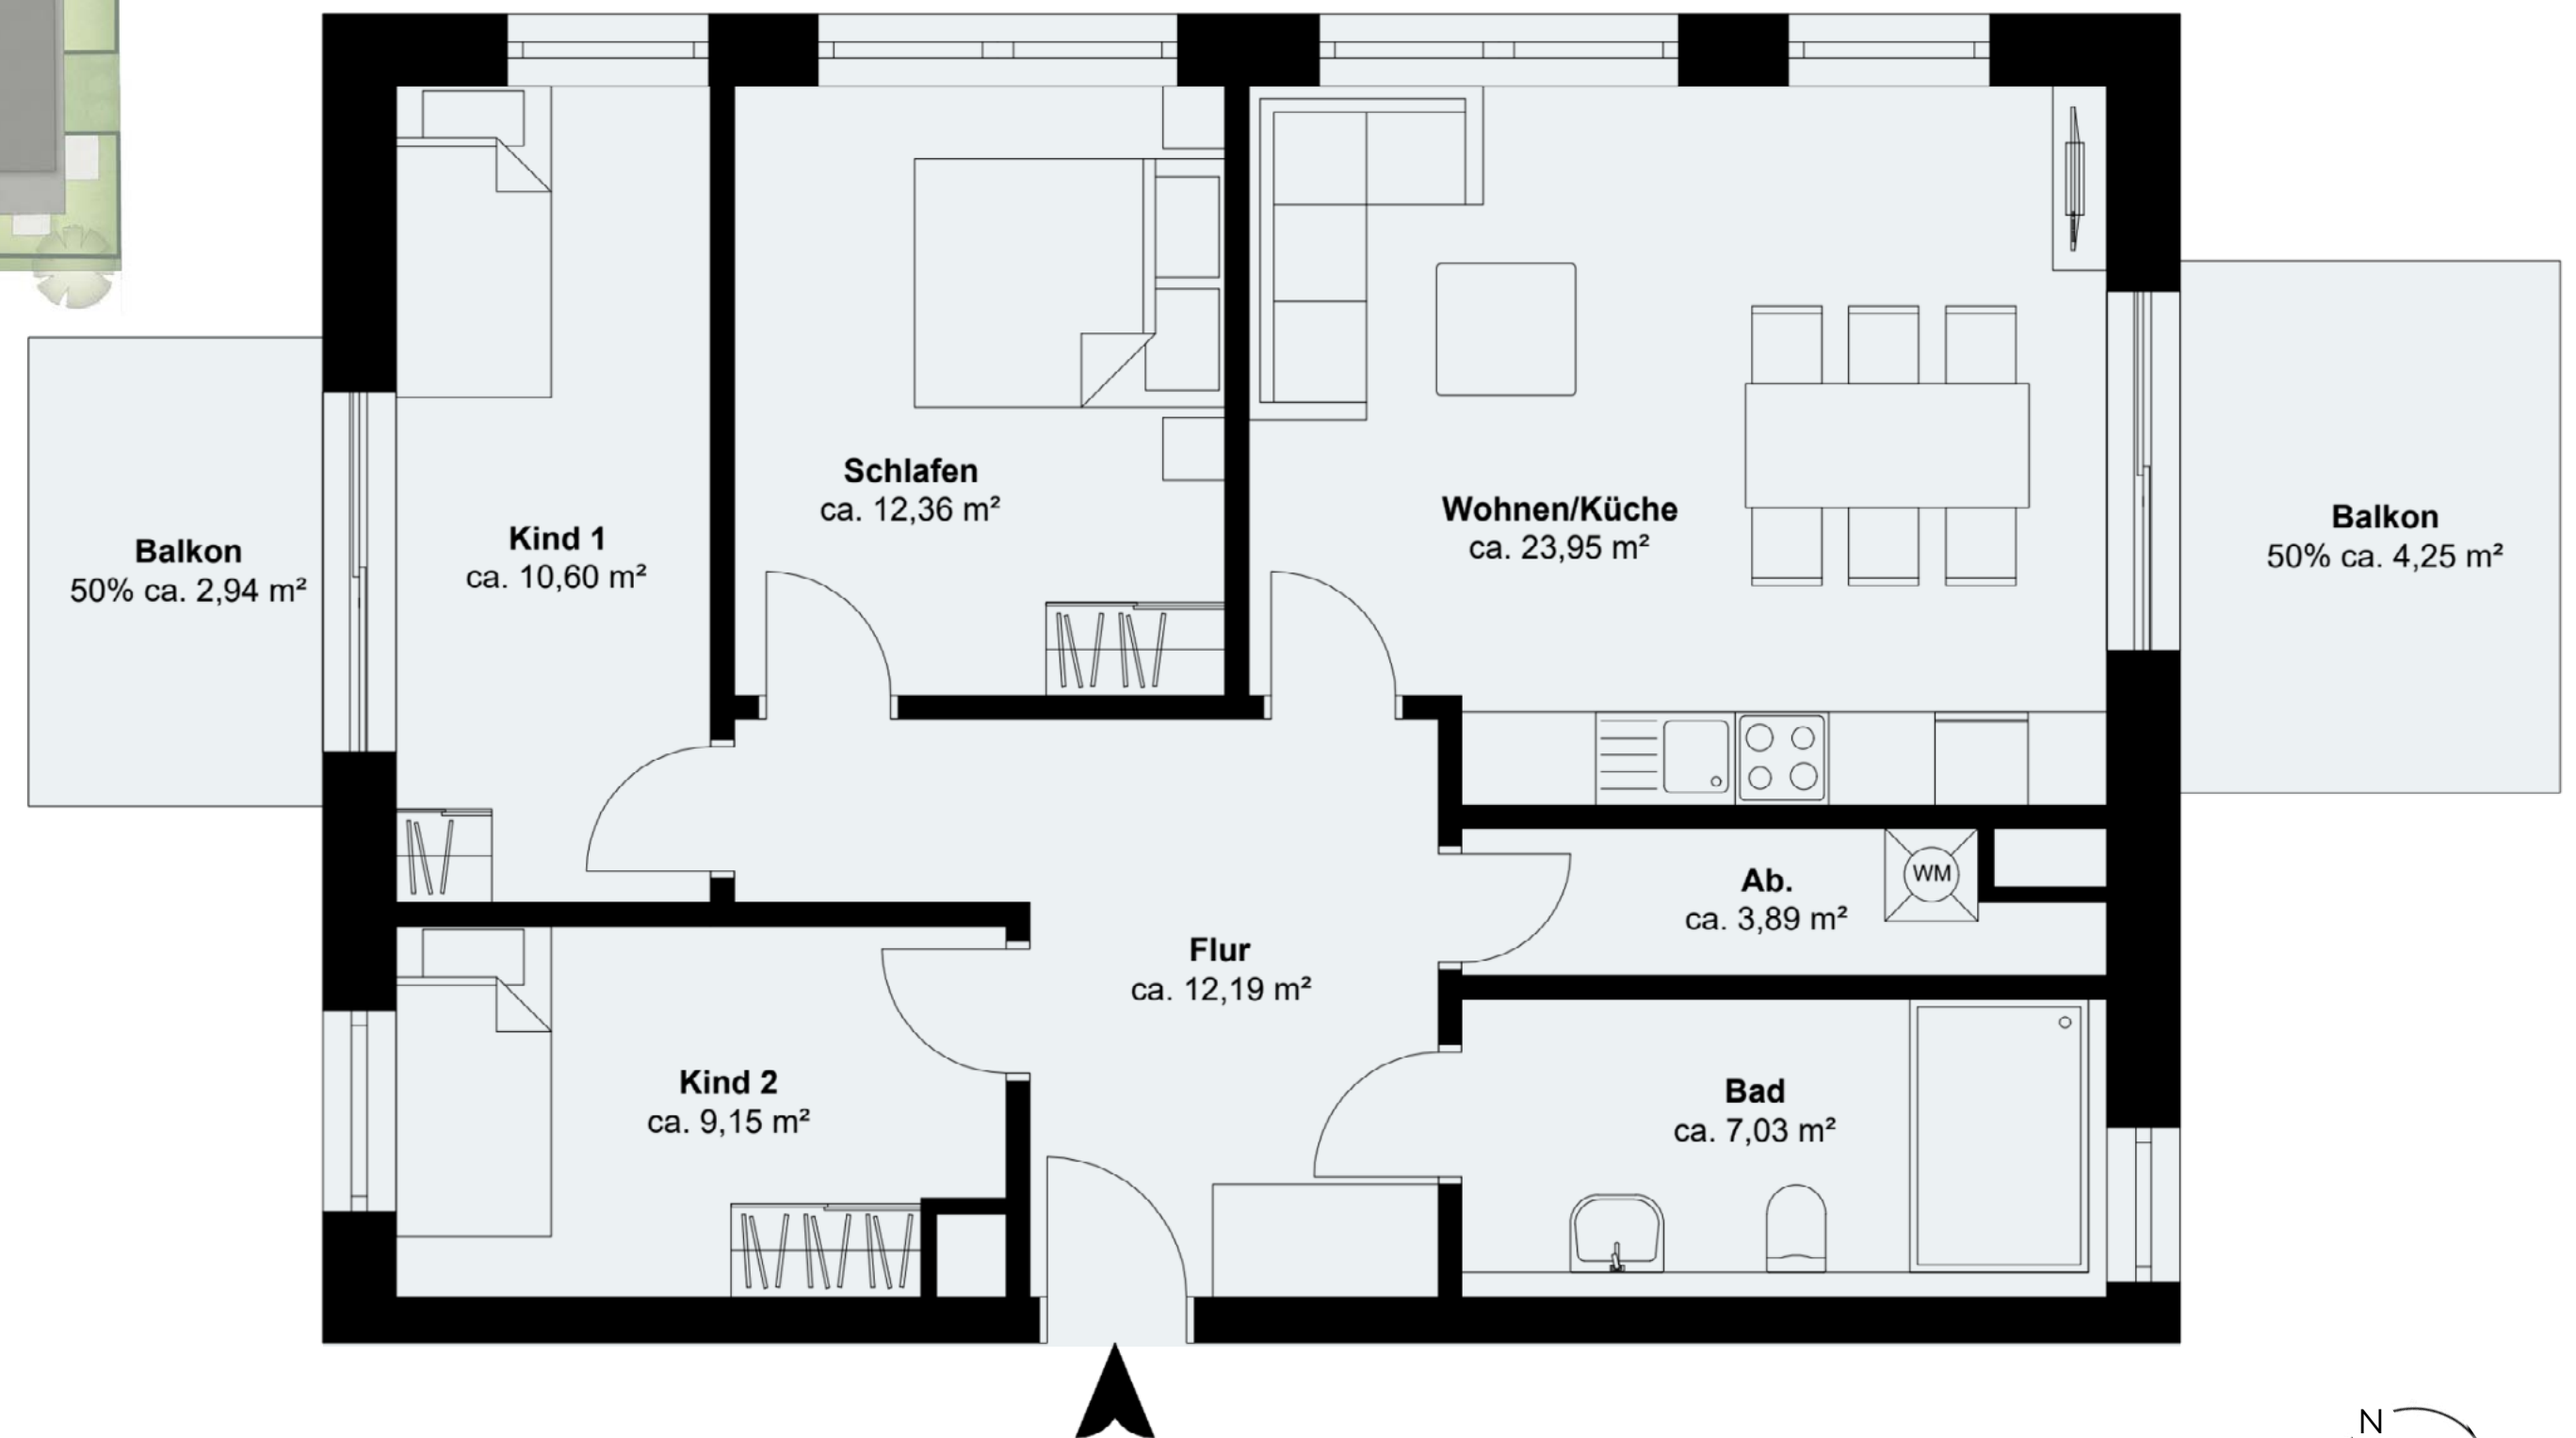 Schlafen
ca. 12,36 m²
Wohnen/Küche
ca. 23,95 m²
Kind 1
ca. 10,60 m²
Balkon
50% ca. 2,94 m²
Balkon
50% ca. 4,25 m²
Ab.
ca. 3,89 m²
WM
Flur
ca. 12,19 m²
Kind 2
ca. 9,15 m²
Bad
ca. 7,03 m²
N